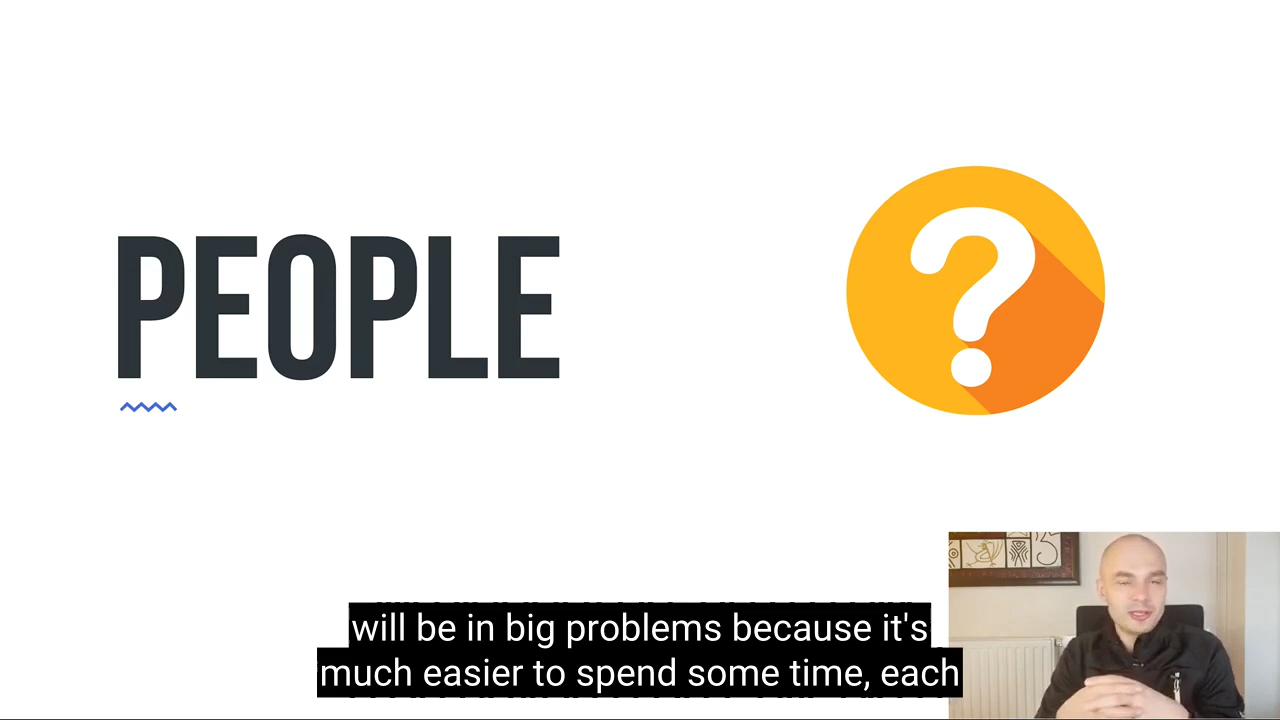 PEOPLE
?
will be in big problems because it's
much easier to spend some time, each